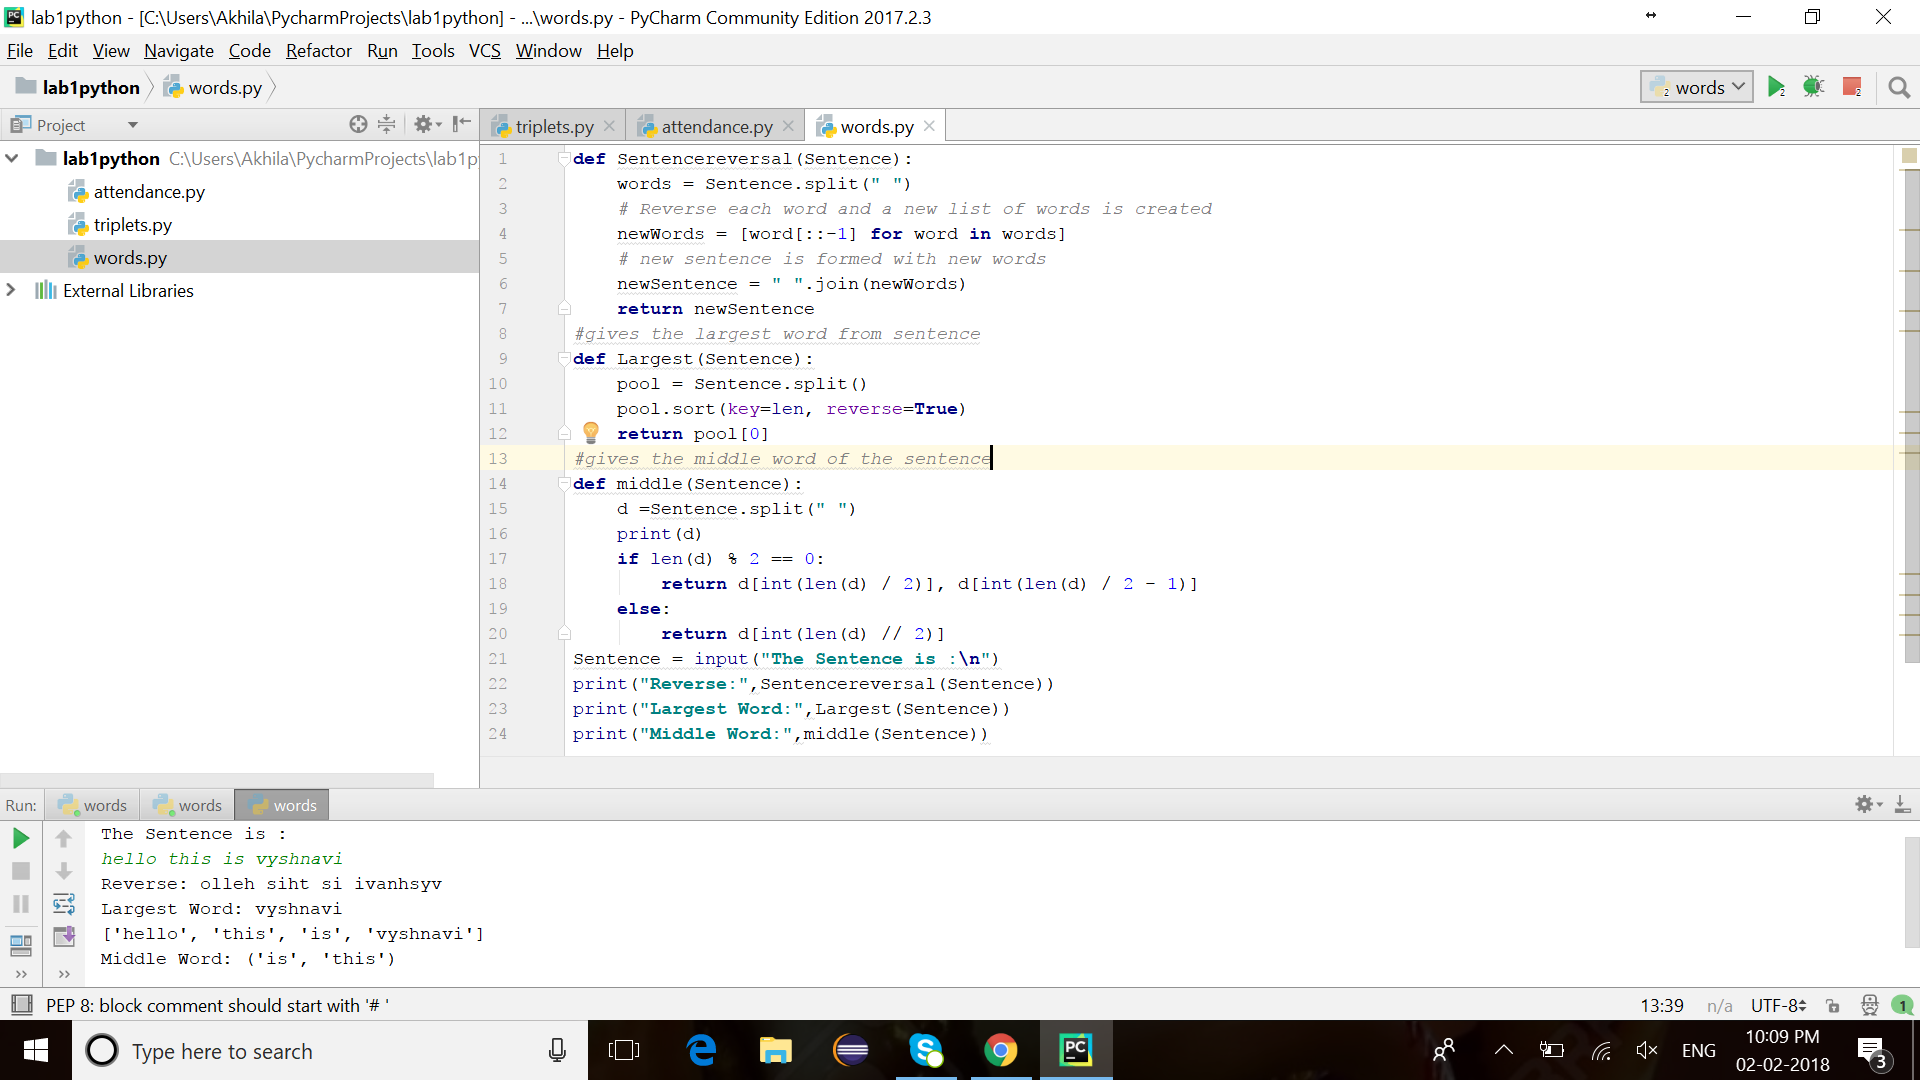 lab1python - [C:\Users\Akhila\PycharmProjects\lab1python] - ...\words.py - PyCharm Community Edition 2017.2.3
File Edit View Navigate Code Refactor Run Tools VCS Window Help
lab1python words.py words
Project triplets.py attendance.py words.py
lab1python C:\Users\Akhila\PycharmProjects\lab1py
attendance.py
triplets.py
words.py
External Libraries
1 def Sentencereversal(Sentence):
2 words = Sentence.split(" ")
3 # Reverse each word and a new list of words is created
4 newWords = [word[::-1] for word in words]
5 # new sentence is formed with new words
6 newSentence = " ".join(newWords)
7 return newSentence
8 #gives the largest word from sentence
9 def Largest(Sentence):
10 pool = Sentence.split()
11 pool.sort(key=len, reverse=True)
12 return pool[0]
13 #gives the middle word of the sentence
14 def middle(Sentence):
15 d =Sentence.split(" ")
16 print(d)
17 if len(d) % 2 == 0:
18 return d[int(len(d) / 2)], d[int(len(d) / 2 - 1)]
19 else:
20 return d[int(len(d) // 2)]
21 Sentence = input("The Sentence is :\n")
22 print("Reverse:",Sentencereversal(Sentence))
23 print("Largest Word:",Largest(Sentence))
24 print("Middle Word:",middle(Sentence))
Run: words words words
The Sentence is :
hello this is vyshnavi
Reverse: olleh siht si ivanhsyv
Largest Word: vyshnavi
['hello', 'this', 'is', 'vyshnavi']
Middle Word: ('is', 'this')
PEP 8: block comment should start with '# ' 13:39 n/a UTF-8 1
Type here to search ENG 10:09 PM
02-02-2018 3